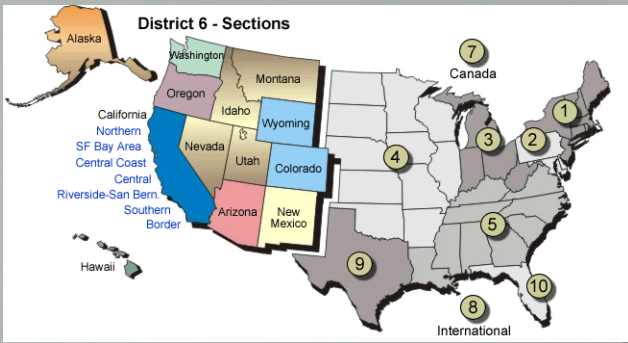 District 6 - Sections
Alaska
Washington
Oregon
Montana
Idaho
Wyoming
California
Northern
SF Bay Area
Central Coast
Central
Riverside-San Bern.
Southern
Border
Nevada
Utah
Colorado
Arizona
New
Mexico
Hawaii
7
Canada
1
2
3
4
5
9
10
8
International